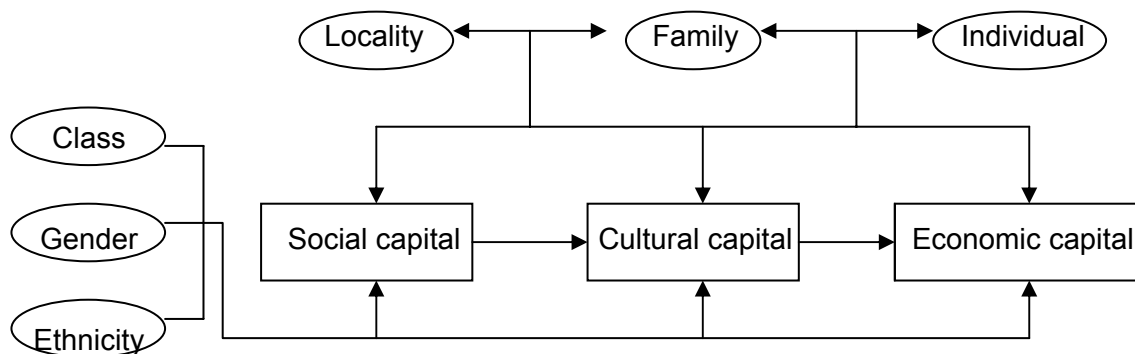 Locality
Family
Individual
Class
Gender
Social capital
Cultural capital
Economic capital
Ethnicity